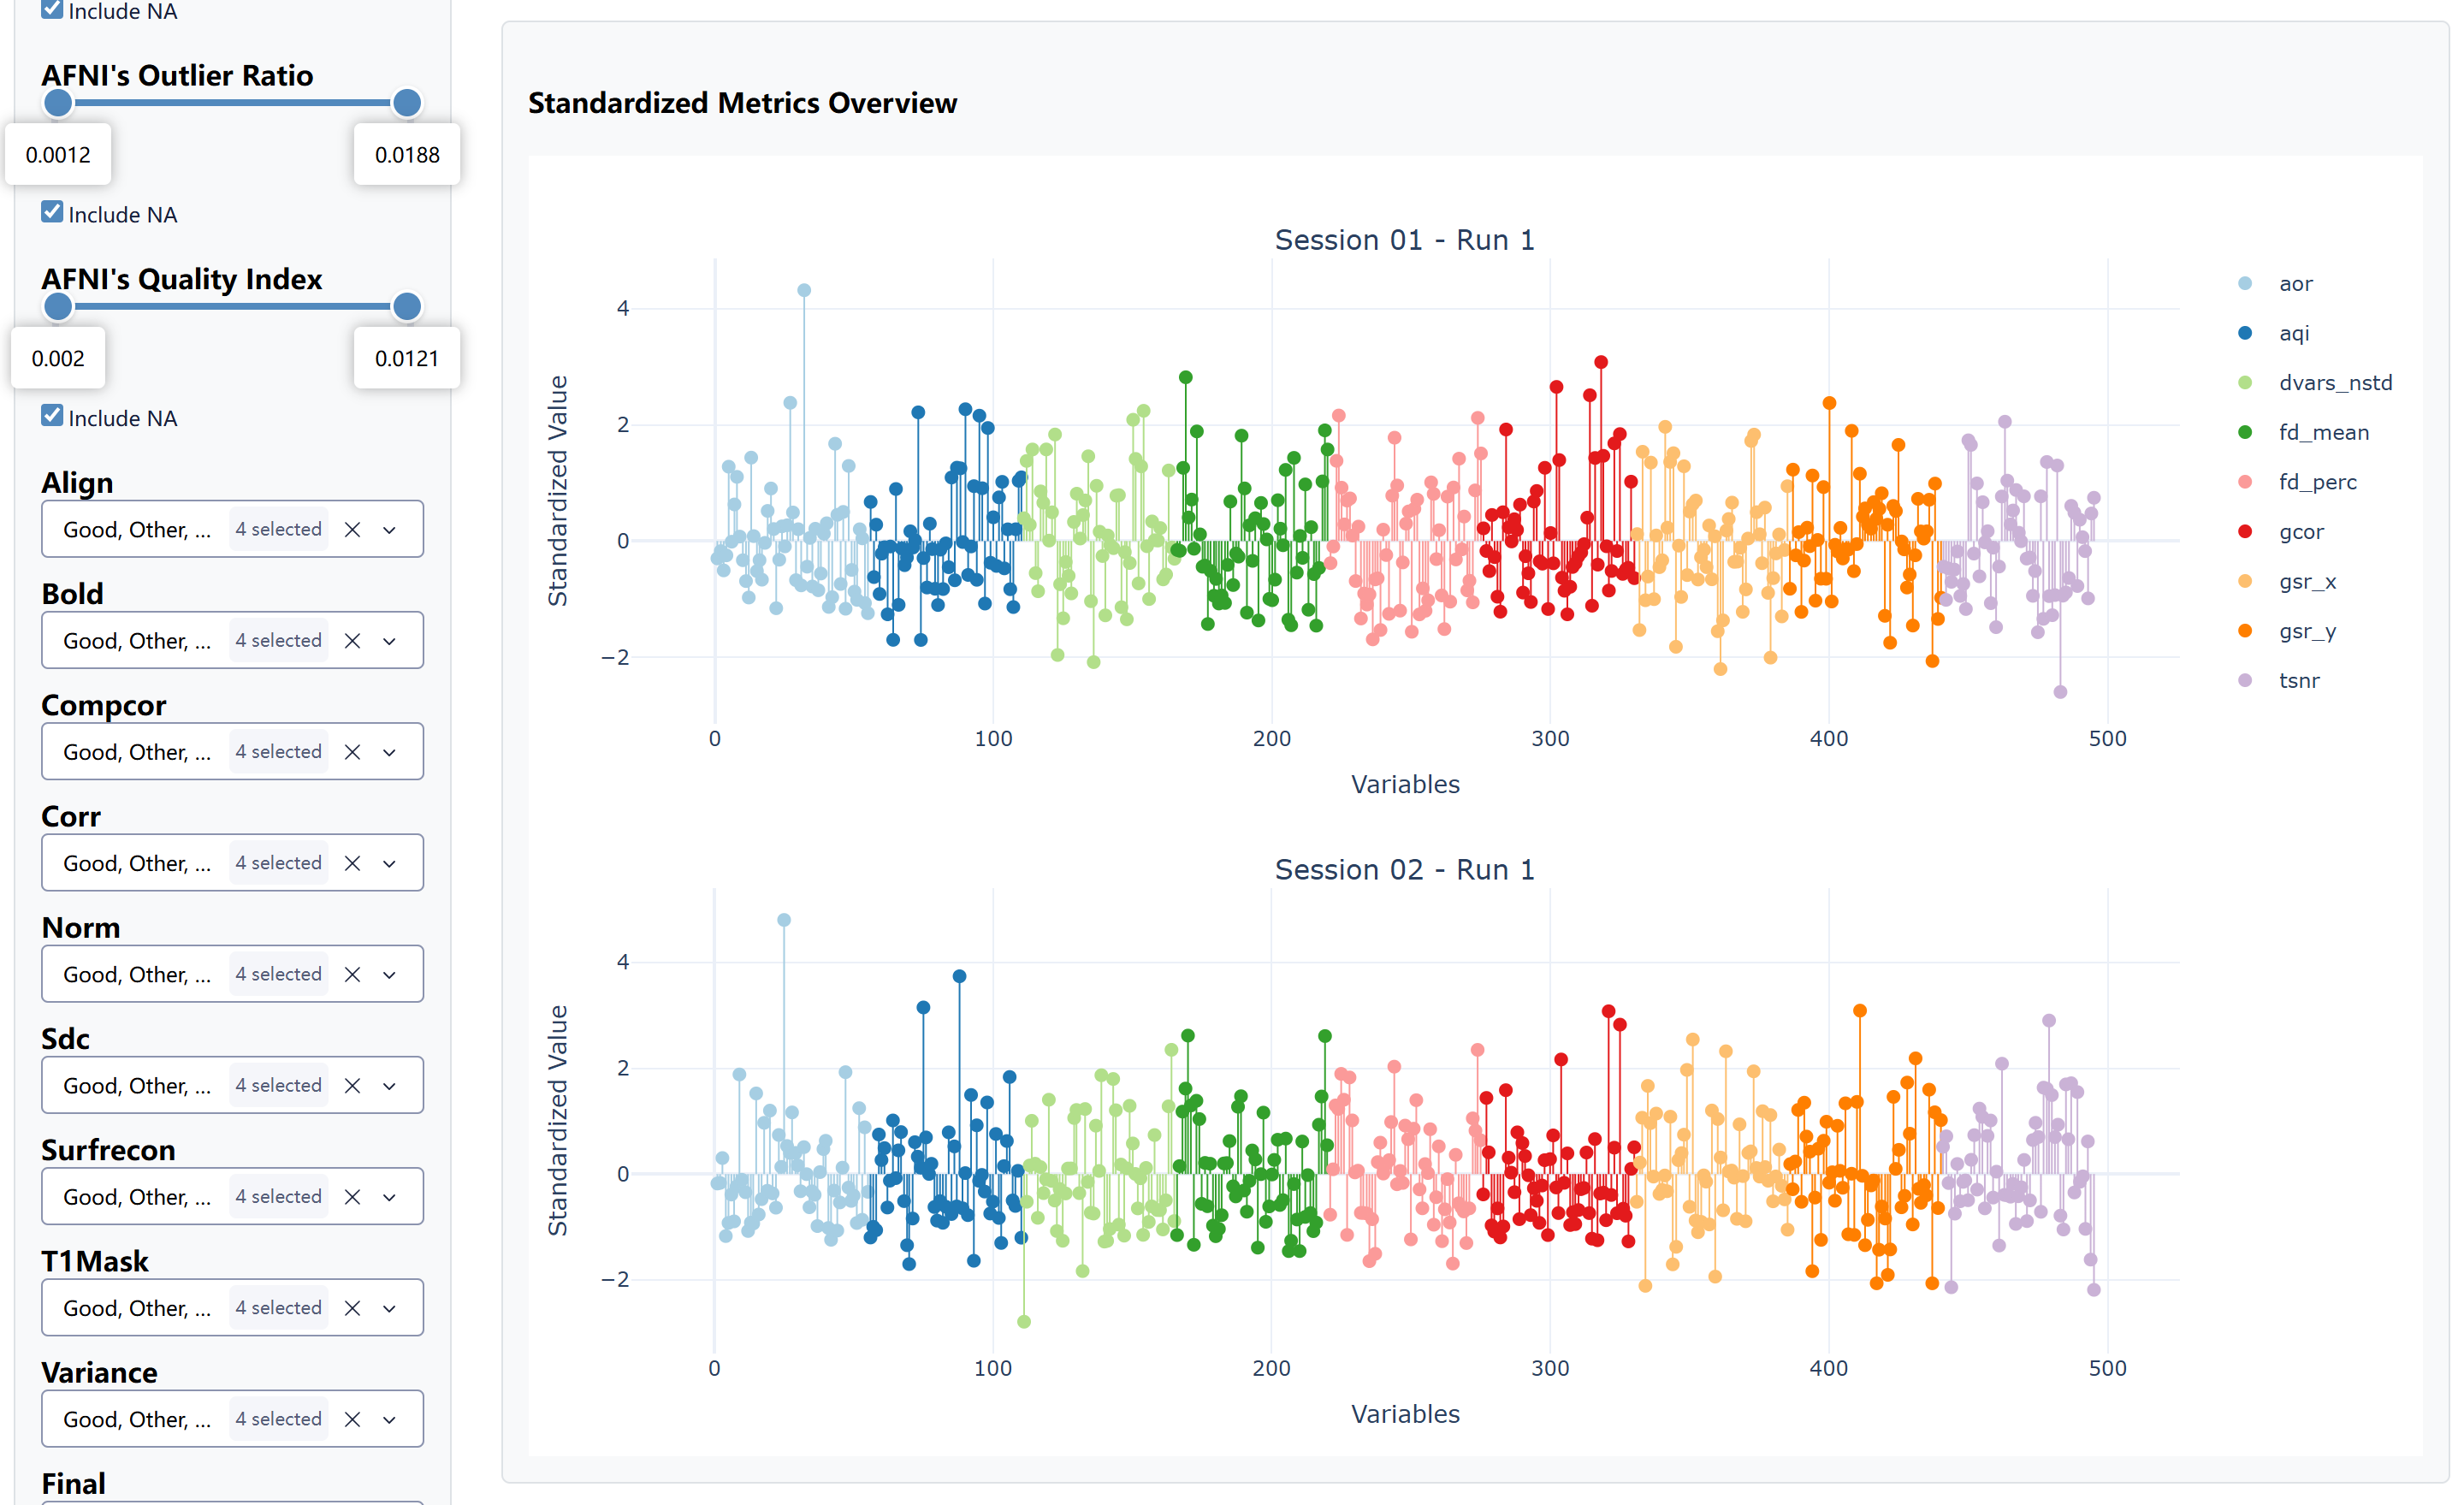 Include NA
AFNI's Outlier Ratio
0.0012
0.0188
Include NA
AFNI's Quality Index
0.002
0.0121
Include NA
Align
Good, Other, ... 4 selected
Bold
Good, Other, ... 4 selected
Compcor
Good, Other, ... 4 selected
Corr
Good, Other, ... 4 selected
Norm
Good, Other, ... 4 selected
Sdc
Good, Other, ... 4 selected
Surfrecon
Good, Other, ... 4 selected
T1Mask
Good, Other, ... 4 selected
Variance
Good, Other, ... 4 selected
Final
Standardized Metrics Overview
Session 01 - Run 1
Standardized Value
4
2
0
−2
0 100 200 300 400 500
Variables
aor
aqi
dvars_nstd
fd_mean
fd_perc
gcor
gsr_x
gsr_y
tsnr
Session 02 - Run 1
Standardized Value
4
2
0
−2
0 100 200 300 400 500
Variables